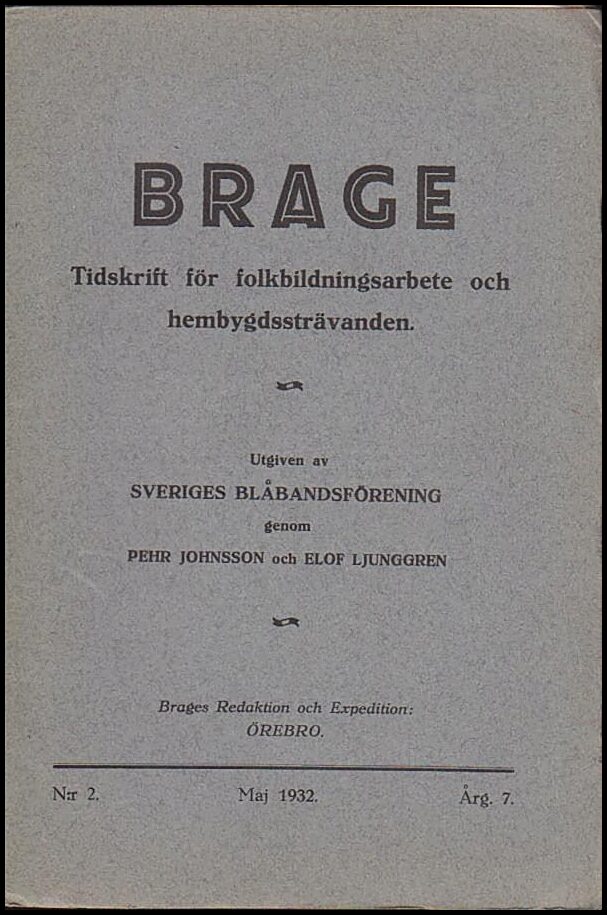 BRAGE
Tidskrift för folkbildningsarbete och
hembygdssträvanden.
Utgiven av
SVERIGES BLÅBANDSFÖRENING
genom
PEHR JOHNSSON och ELOF LJUNGGREN
Brages Redaktion och Expedition:
ÖREBRO.
N:r 2. Maj 1932. Årg. 7.